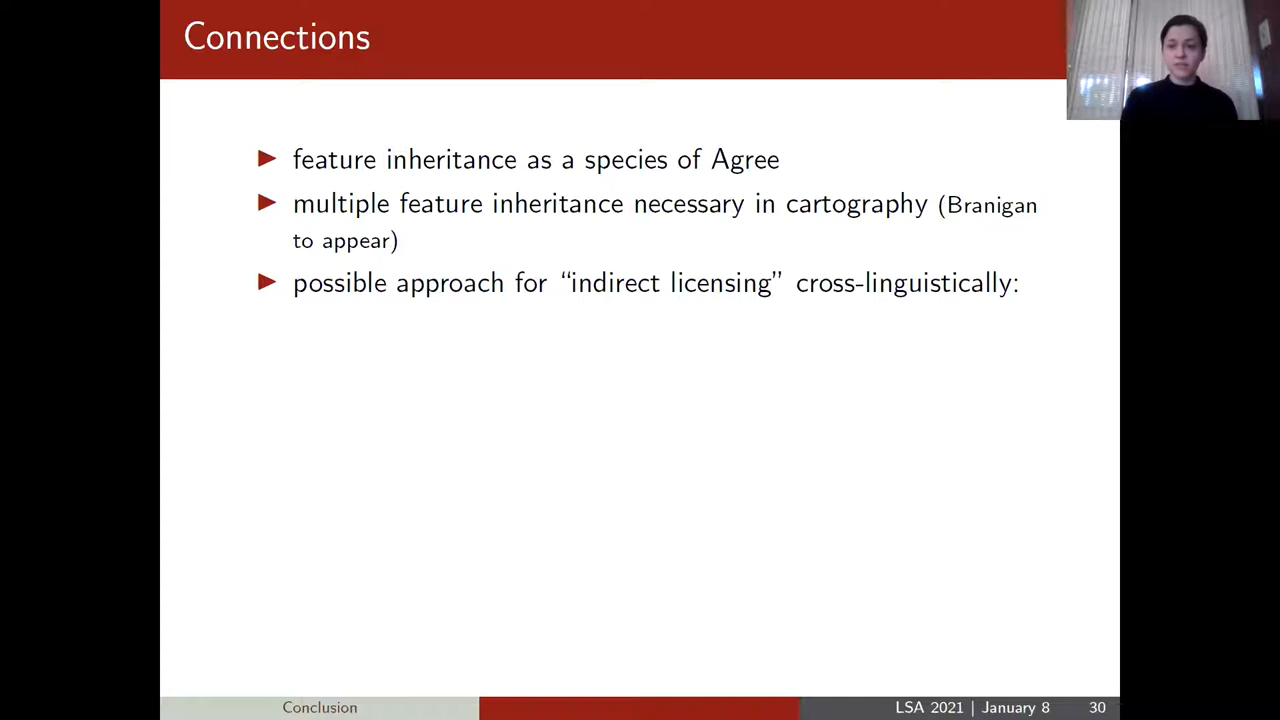 Connections
▶ feature inheritance as a species of Agree
▶ multiple feature inheritance necessary in cartography (Branigan
to appear)
▶ possible approach for “indirect licensing” cross-linguistically:
Conclusion
LSA 2021 | January 8 30